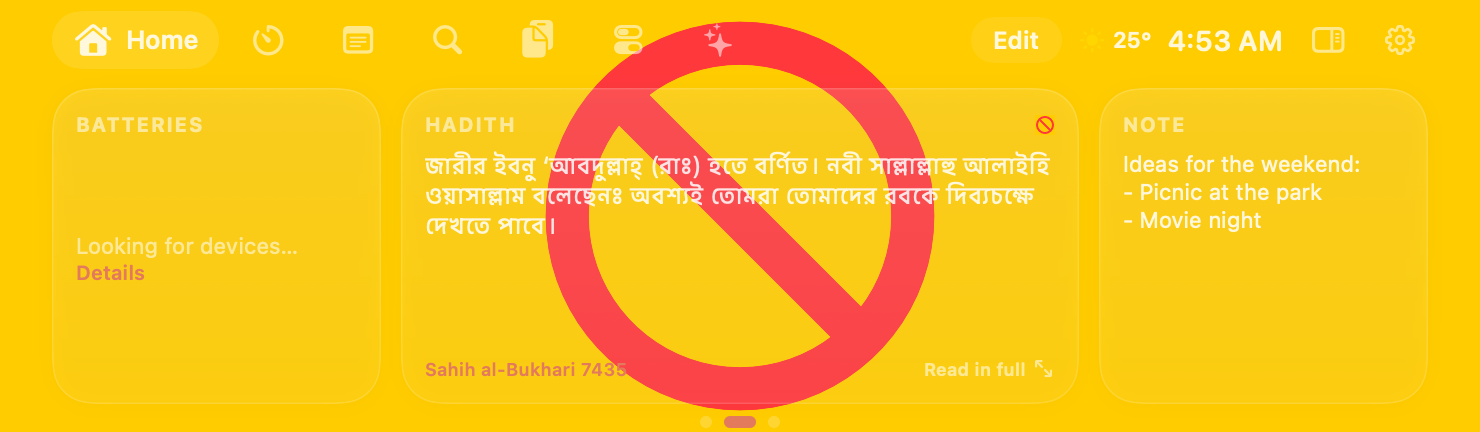 Home
Edit
25° 4:53 AM
BATTERIES
Looking for devices...
Details
HADITH
জারীর ইবনু ‘আবদুল্লাহ্ (রাঃ) হতে বর্ণিত। নবী সাল্লাল্লাহু আলাইহি
ওয়াসাল্লাম বলেছেনঃ অবশ্যই তোমরা তোমাদের রবকে দিব্যচক্ষে
দেখতে পাবে।
Sahih al-Bukhari 7435
Read in full
NOTE
Ideas for the weekend:
- Picnic at the park
- Movie night